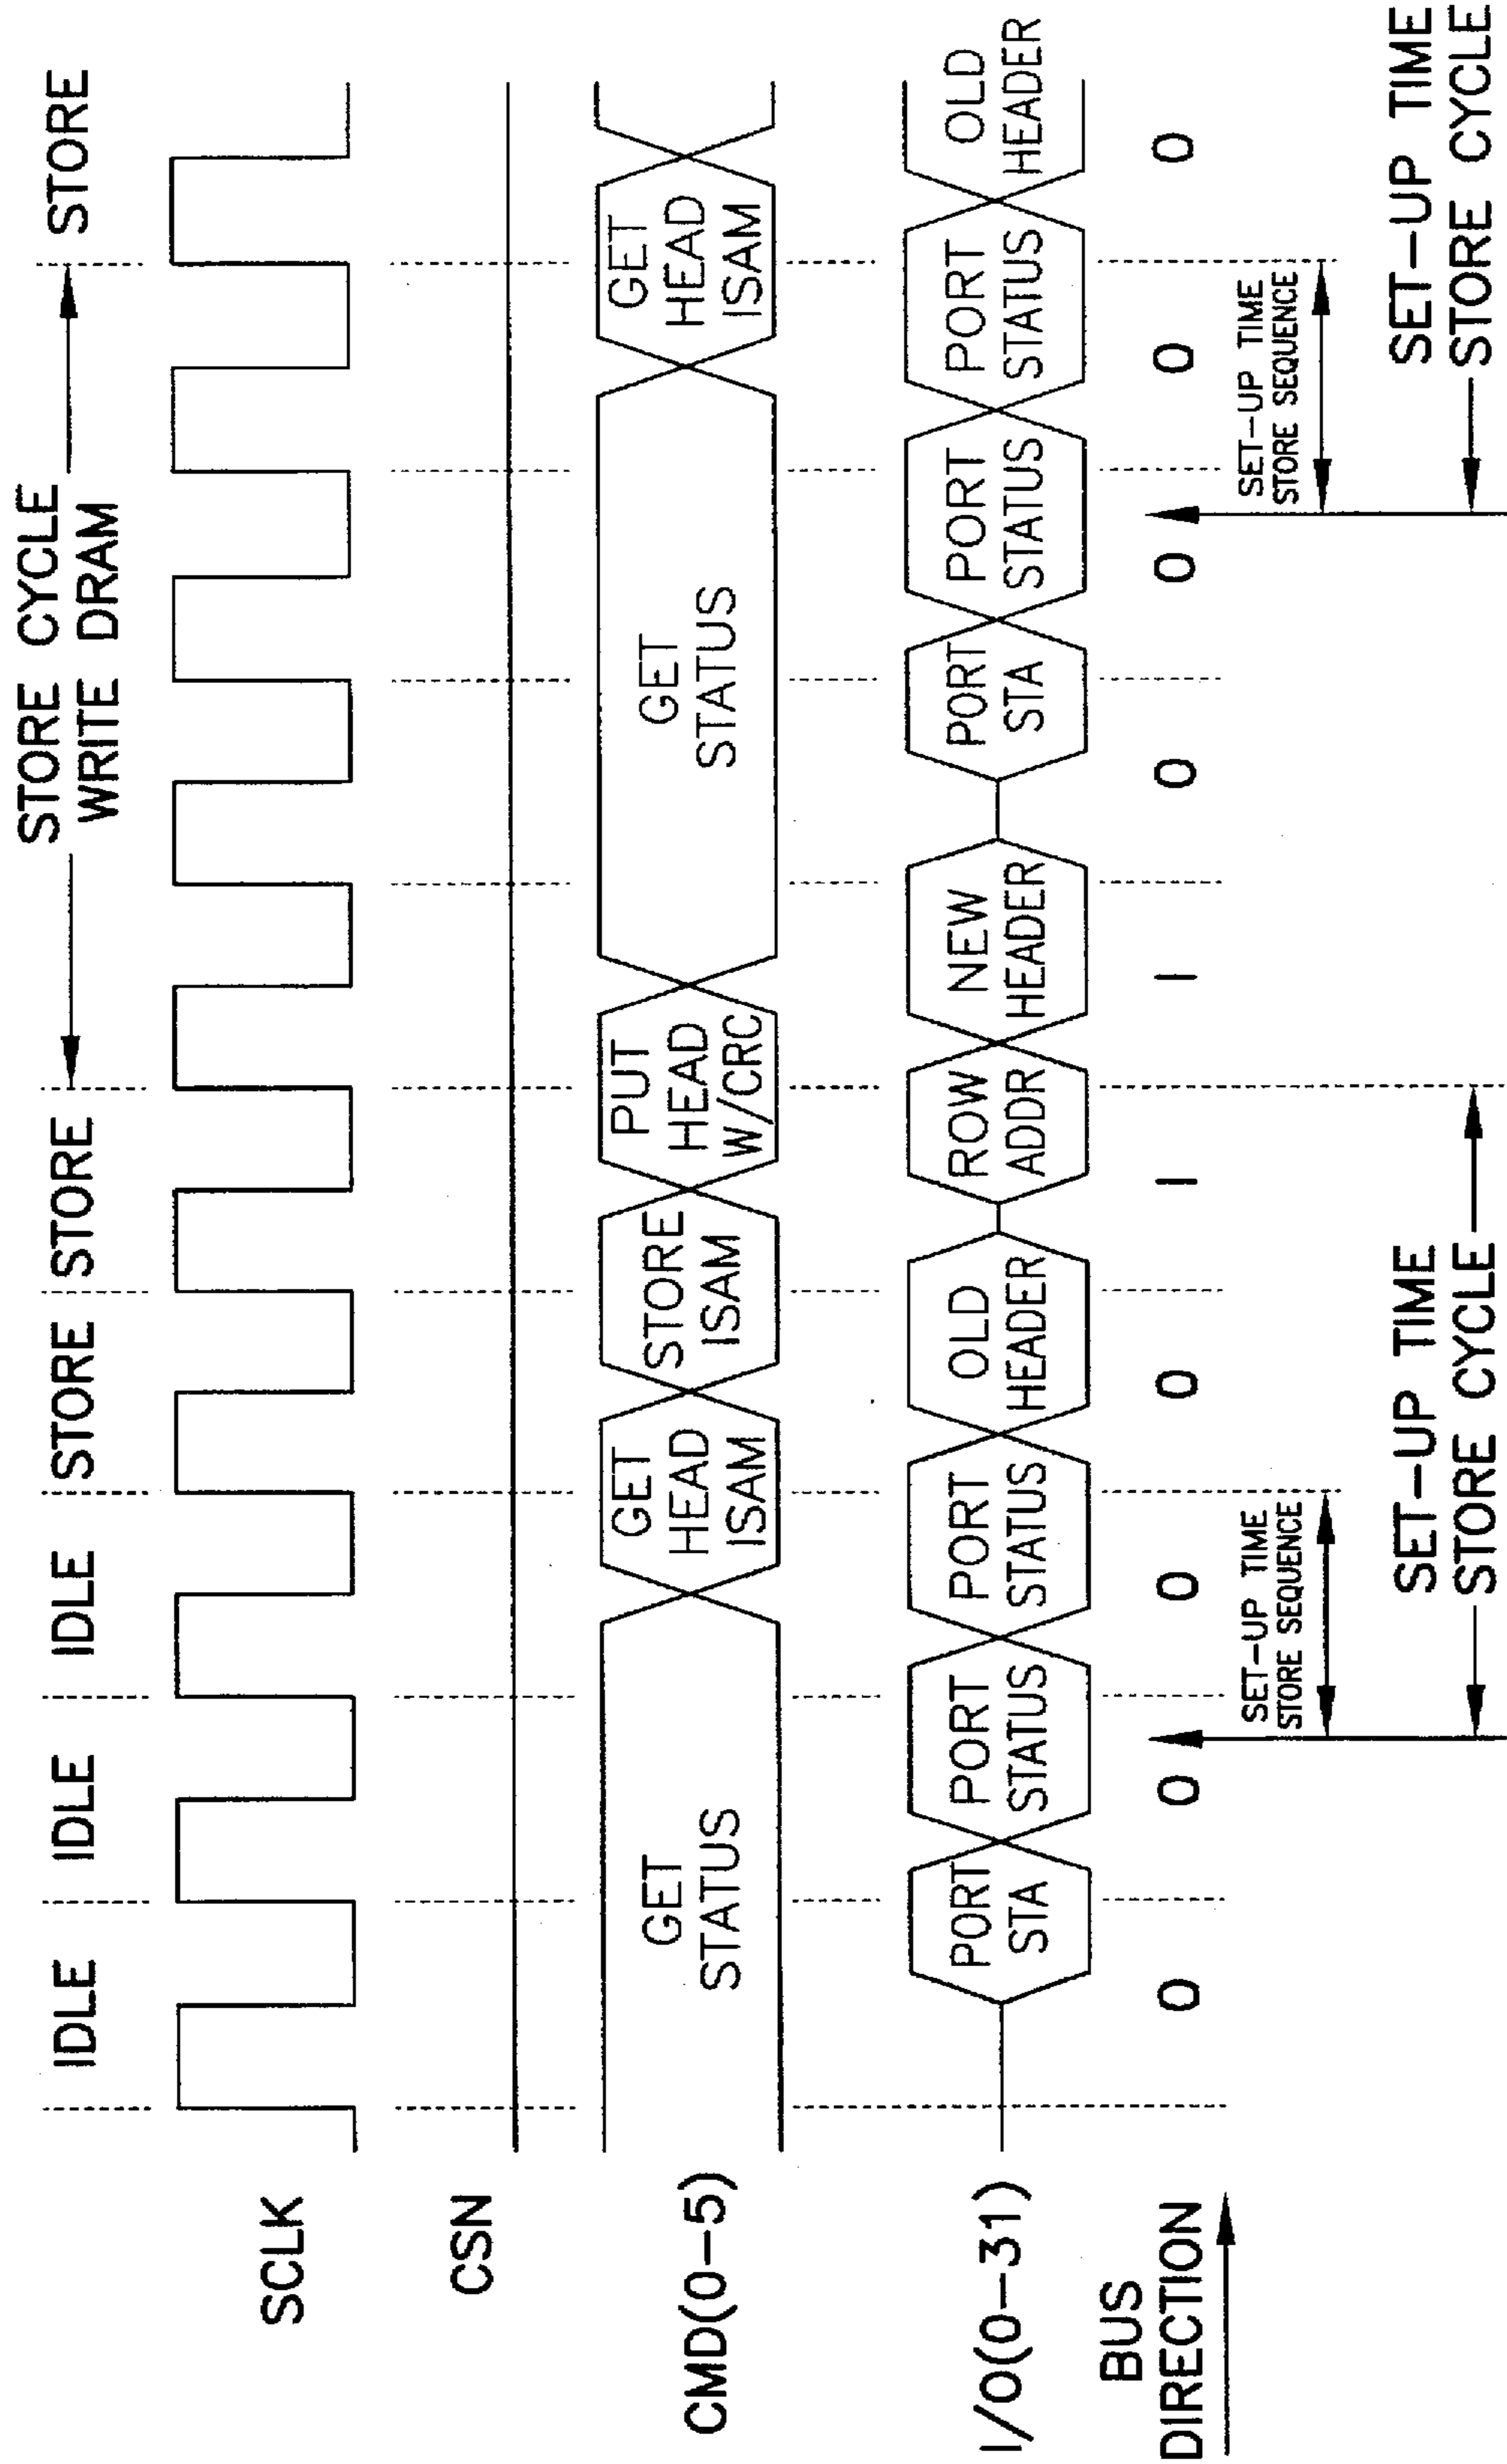 IDLE
IDLE
IDLE
STORE
STORE
STORE CYCLE
WRITE DRAM
STORE
SCLK
CSN
CMD(0-5)
GET
STATUS
GET
HEAD
ISAM
STORE
ISAM
PUT
HEAD
W/CRC
GET
STATUS
GET
HEAD
ISAM
I/O(0-31)
PORT
STA
PORT
STATUS
PORT
STATUS
OLD
HEADER
ROW
ADDR
NEW
HEADER
PORT
STA
PORT
STATUS
PORT
STATUS
OLD
HEADER
BUS
DIRECTION
0 0 0 0 1 1 0 0 0 0
SET-UP TIME
STORE SEQUENCE
SET-UP TIME
STORE SEQUENCE
SET-UP TIME
STORE CYCLE
SET-UP TIME
STORE CYCLE